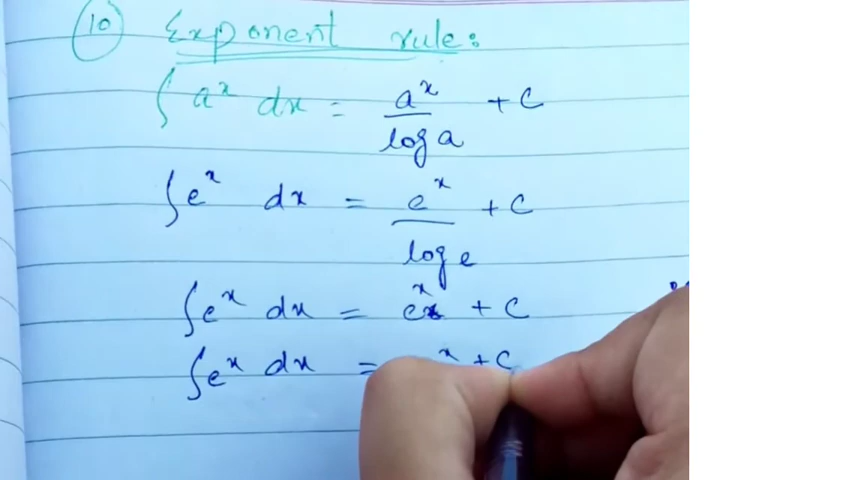 10 Exponent rule:
∫ a^x dx = a^x / log a + C
∫ e^x dx = e^x / log e + C
∫ e^x dx = e^x + C
∫ e^x dx = ^x + C